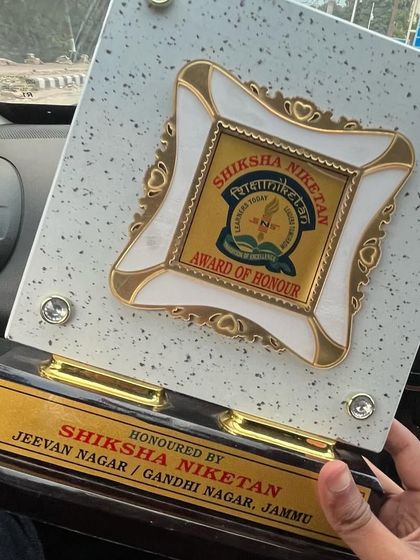 SHIKSHA NIKETAN
शिक्षाniketan
LEARNERS TODAY
LEADERS TOMORROW
TRADITION OF EXCELLENCE
AWARD OF HONOUR
HONOURED BY
SHIKSHA NIKETAN
JEEVAN NAGAR / GANDHI NAGAR, JAMMU